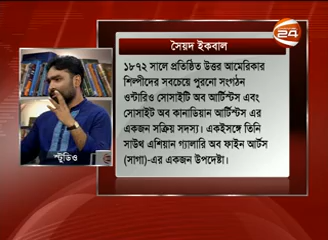 সৈয়দ ইকবাল
24
১৮৭২ সালে প্রতিষ্ঠিত উত্তর আমেরিকার
শিল্পীদের সবচেয়ে পুরনো সংগঠন
ওন্টারিও সোসাইটি অব আর্টিস্টস এবং
সোসাইট অব কানাডিয়ান আর্টিস্টস এর
একজন সক্রিয় সদস্য। একইসঙ্গে তিনি
সাউথ এশিয়ান গ্যালারি অব ফাইন আর্টস
(সাগা)-এর একজন উপদেষ্টা।
স্টুডিও